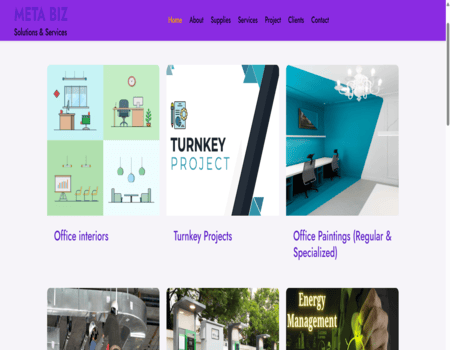 META BIZ
Solutions & Services
Home About Supplies Services Project Clients Contact
TURNKEY
PROJECT
Office interiors
Turnkey Projects
Office Paintings (Regular &
Specialized)
Energy
Management